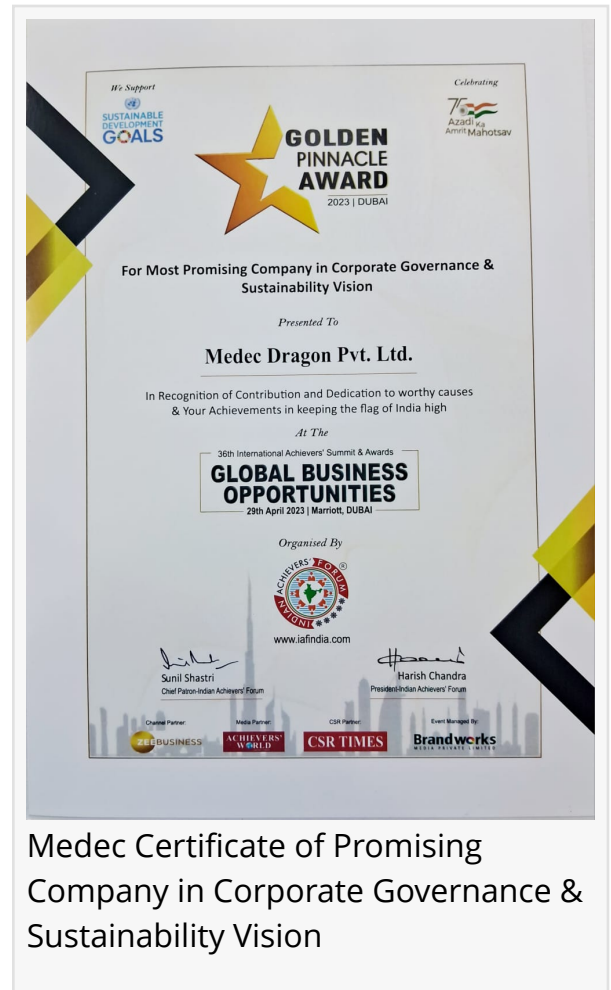 We Support
SUSTAINABLE
DEVELOPMENT
GOALS
Celebrating
75
Azadi Ka
Amrit Mahotsav
GOLDEN
PINNACLE
AWARD
2023 | DUBAI
For Most Promising Company in Corporate Governance &
Sustainability Vision
Presented To
Medec Dragon Pvt. Ltd.
In Recognition of Contribution and Dedication to worthy causes
& Your Achievements in keeping the flag of India high
At The
36th International Achievers' Summit & Awards
GLOBAL BUSINESS
OPPORTUNITIES
29th April 2023 | Marriott, DUBAI
Organised By
INDIAN ACHIEVERS' FORUM ®
www.iafindia.com
Sunil Shastri
Chief Patron-Indian Achievers' Forum
Harish Chandra
President-Indian Achievers' Forum
Channel Partner:
ZEEBUSINESS
Media Partner:
ACHIEVERS'
WORLD
CSR Partner:
CSR TIMES
Event Managed By:
Brandworks
MEDIA PRIVATE LIMITED
Medec Certificate of Promising
Company in Corporate Governance &
Sustainability Vision